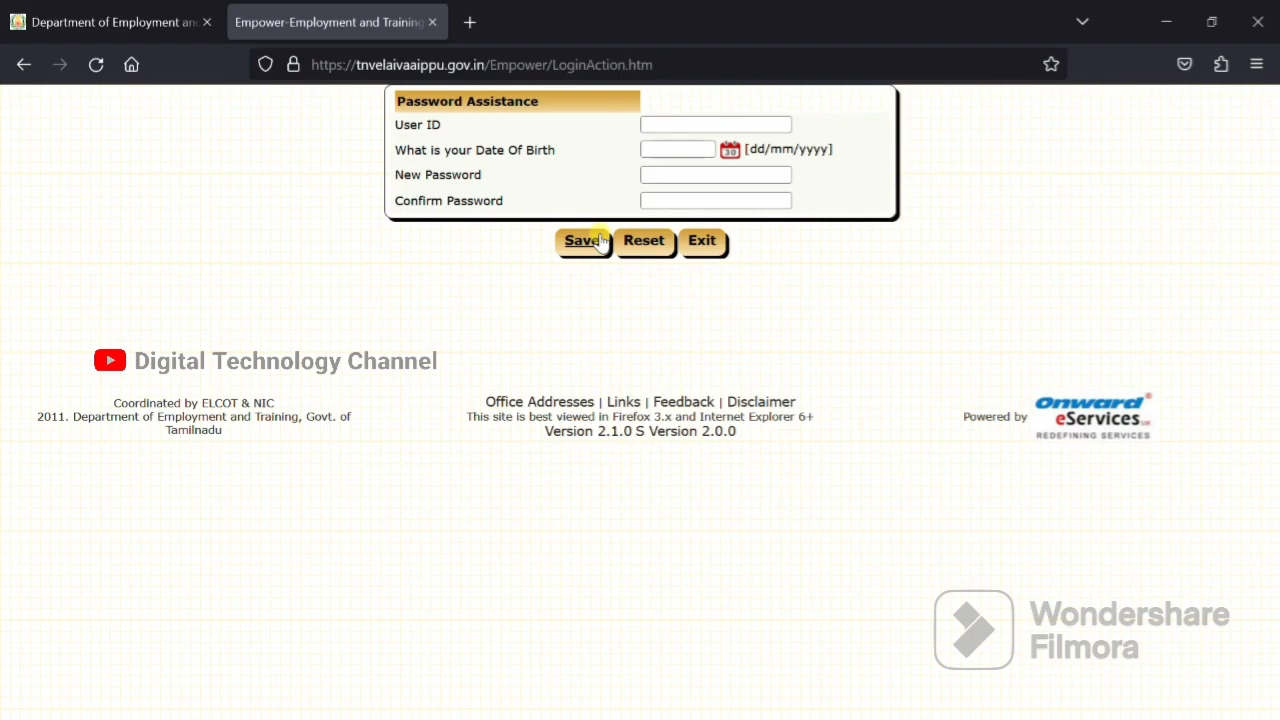 Department of Employment an
Empower-Employment and Training
https://tnvelaivaaippu.gov.in/Empower/LoginAction.htm
Password Assistance
User ID
What is your Date Of Birth
30
[dd/mm/yyyy]
New Password
Confirm Password
Save
Reset
Exit
Digital Technology Channel
Coordinated by ELCOT & NIC
2011. Department of Employment and Training, Govt. of
Tamilnadu
Office Addresses | Links | Feedback | Disclaimer
This site is best viewed in Firefox 3.x and Internet Explorer 6+
Version 2.1.0 S Version 2.0.0
Powered by
Onward
eServices
REDEFINING SERVICES
Wondershare
Filmora